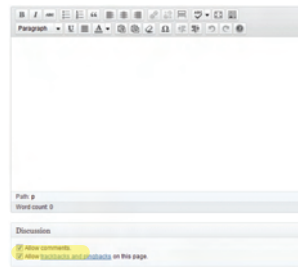 Paragraph
Path: p
Word count: 0
Discussion
Allow comments.
Allow trackbacks and pingbacks on this page.